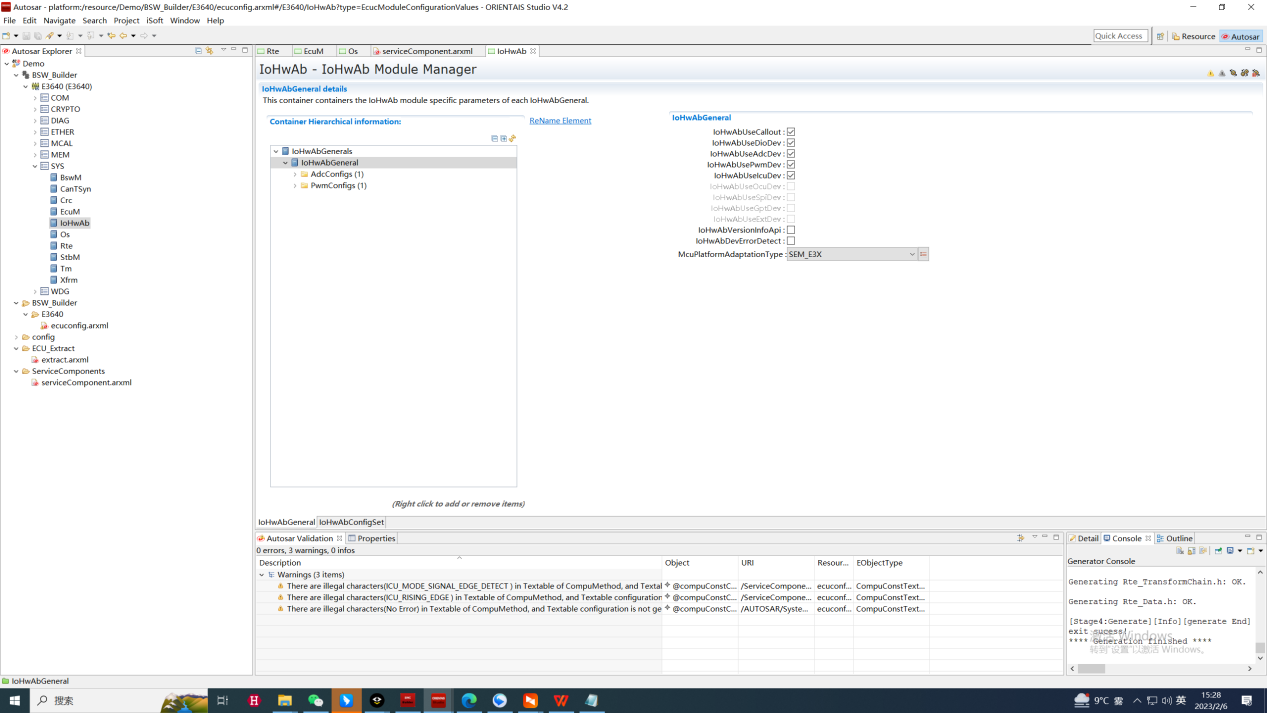 Autosar - platform:/resource/Demo/BSW_Builder/E3640/ecuconfig.arxml#/E3640/IoHwAb?type=EcucModuleConfigurationValues - ORIENTAIS Studio V4.2
File Edit Navigate Search Project iSoft Window Help
Quick Access Resource Autosar
Autosar Explorer
Demo
BSW_Builder
E3640 (E3640)
COM
CRYPTO
DIAG
ETHER
MCAL
MEM
SYS
BswM
CanTSyn
Crc
EcuM
IoHwAb
Os
Rte
StbM
Tm
Xfrm
WDG
BSW_Builder
E3640
ecuconfig.arxml
config
ECU_Extract
extract.arxml
ServiceComponents
serviceComponent.arxml
Rte EcuM Os serviceComponent.arxml IoHwAb
IoHwAb - IoHwAb Module Manager
IoHwAbGeneral details
This container containers the IoHwAb module specific parameters of each IoHwAbGeneral.
Container Hierarchical information:
ReName Element
IoHwAbGenerals
IoHwAbGeneral
AdcConfigs (1)
PwmConfigs (1)
(Right click to add or remove items)
IoHwAbGeneral
IoHwAbUseCallout :
IoHwAbUseDioDev :
IoHwAbUseAdcDev :
IoHwAbUsePwmDev :
IoHwAbUseIcuDev :
IoHwAbUseOcuDev :
IoHwAbUseSpiDev :
IoHwAbUseGptDev :
IoHwAbUseExtDev :
IoHwAbVersionInfoApi :
IoHwAbDevErrorDetect :
McuPlatformAdaptationType : SEM_E3X
IoHwAbGeneral IoHwAbConfigSet
Autosar Validation Properties
0 errors, 3 warnings, 0 infos
Description Object URI Resour... EObjectType
Warnings (3 items)
There are illegal characters(ICU_MODE_SIGNAL_EDGE_DETECT ) in Textable of CompuMethod, and Textal @compuConstC... /ServiceCompone... ecuconf... CompuConstText...
There are illegal characters(ICU_RISING_EDGE ) in Textable of CompuMethod, and Textable configuration @compuConstC... /ServiceCompone... ecuconf... CompuConstText...
There are illegal characters(No Error) in Textable of CompuMethod, and Textable configuration is not ge @compuConstC... /AUTOSAR/Syste... ecuconf... CompuConstText...
Detail Console Outline
Generator Console
Generating Rte_TransformChain.h: OK.
Generating Rte_Data.h: OK.
[Stage4:Generate][Info][generate End]
exit sucess!
**** Generation finished ****
激活 Windows
转到"设置"以激活 Windows。
IoHwAbGeneral
搜索
9°C 霾
英
15:28
2023/2/6